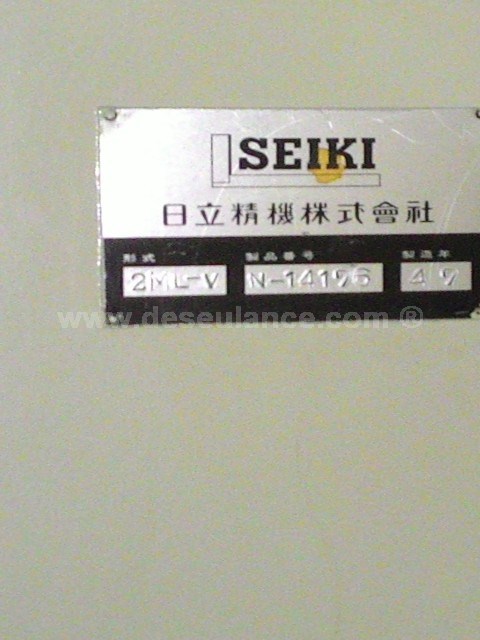 SEIKI
日立精機株式會社
形式 製品番号 製造年
2ML-V N-14196 49
www.deseulance.com ®